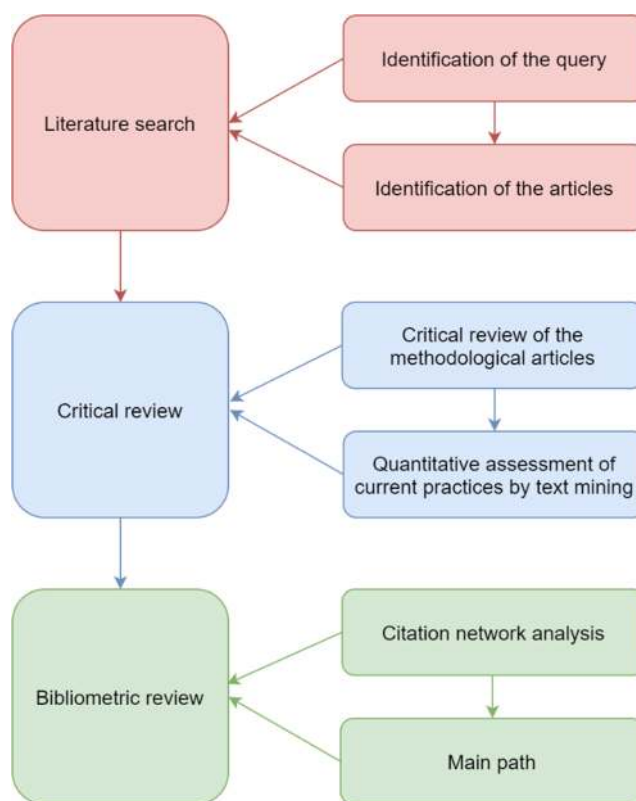 Literature search
Identification of the query
Identification of the articles
Critical review
Critical review of the
methodological articles
Quantitative assessment of
current practices by text mining
Bibliometric review
Citation network analysis
Main path